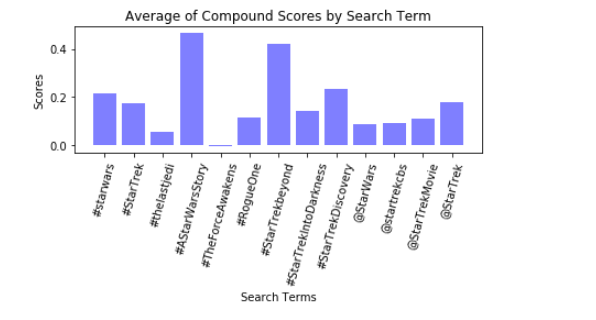 Average of Compound Scores by Search Term
Scores
0.4
0.2
0.0
#starwars
#StarTrek
#thelastjedi
#AStarWarsStory
#TheForceAwakens
#RogueOne
#StarTrekbeyond
#StarTrekIntoDarkness
#StarTrekDiscovery
@StarWars
@startrekcbs
@StarTrekMovie
@StarTrek
Search Terms